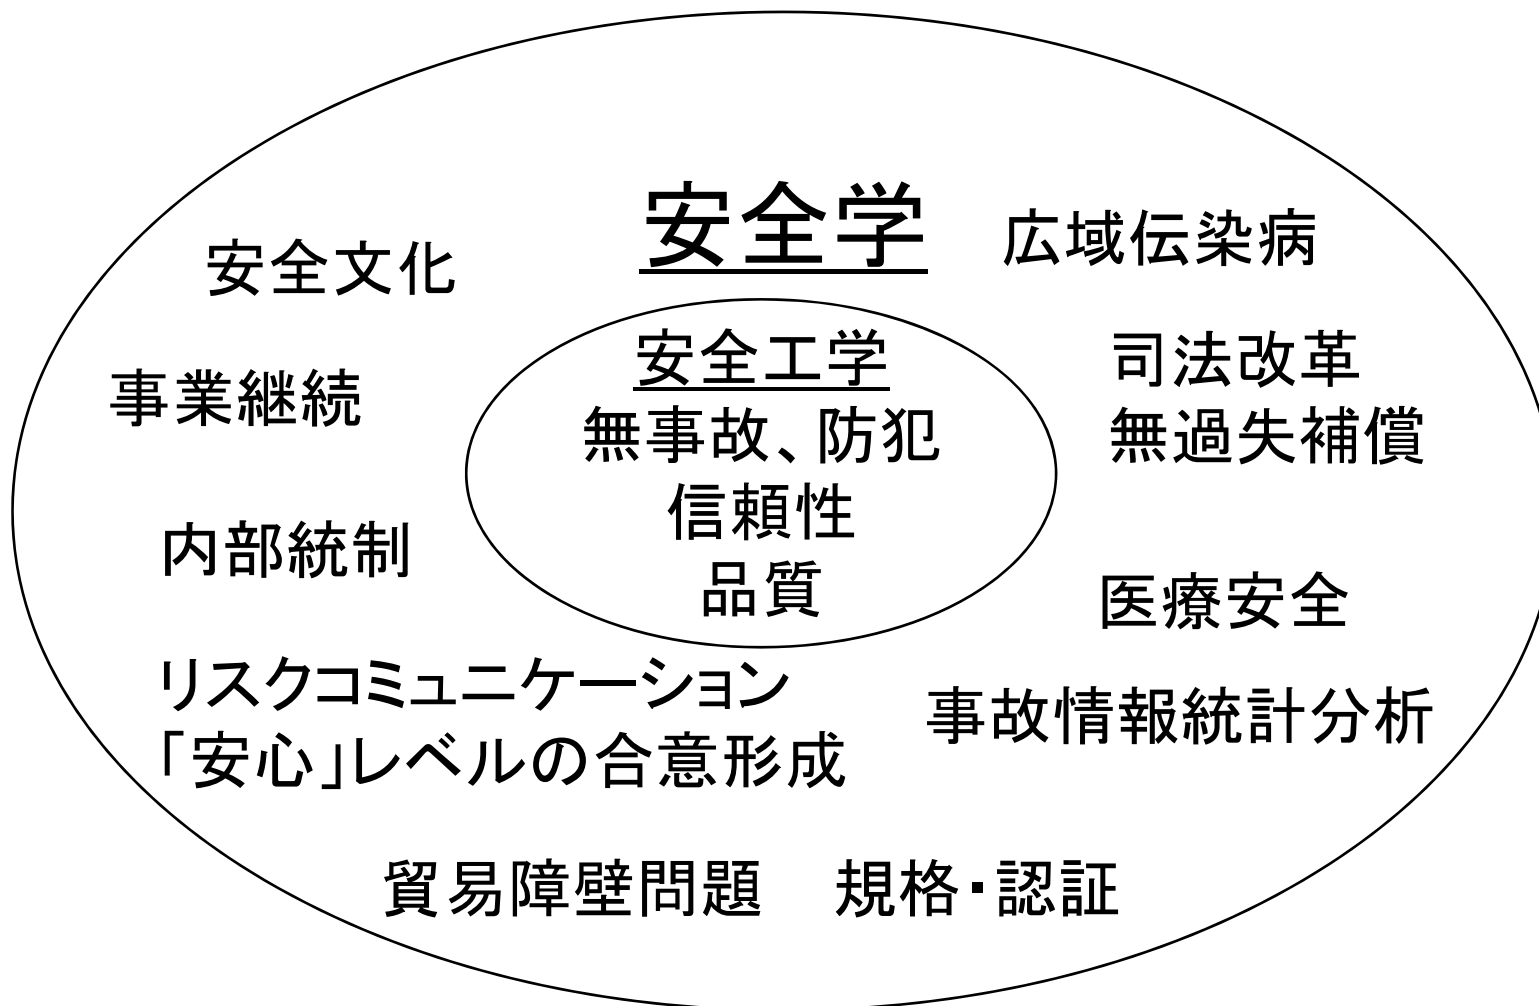 安全学
広域伝染病
安全文化
安全工学
司法改革
事業継続
無事故、防犯
無過失補償
信頼性
内部統制
品質
医療安全
リスクコミュニケーション
事故情報統計分析
「安心」レベルの合意形成
貿易障壁問題　規格・認証